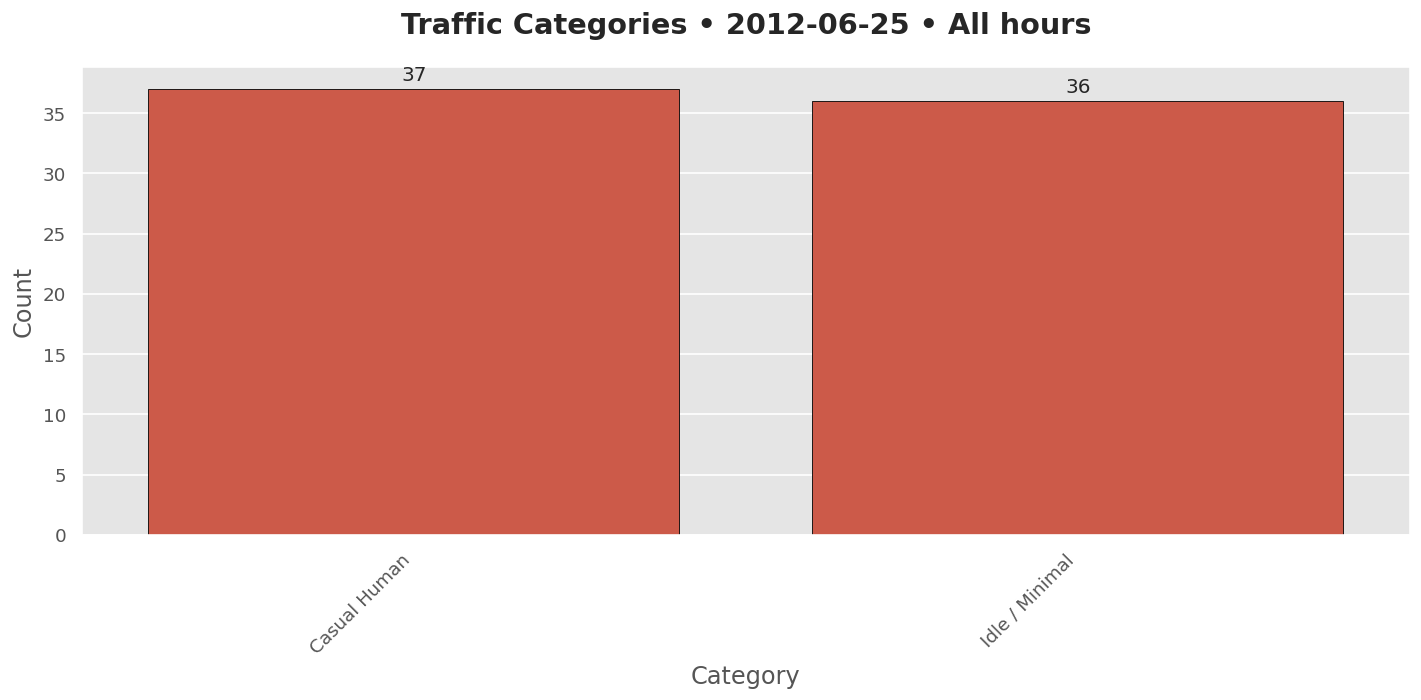 Traffic Categories • 2012-06-25 • All hours
37
36
35
30
25
20
15
10
5
0
Count
Casual Human
Idle / Minimal
Category